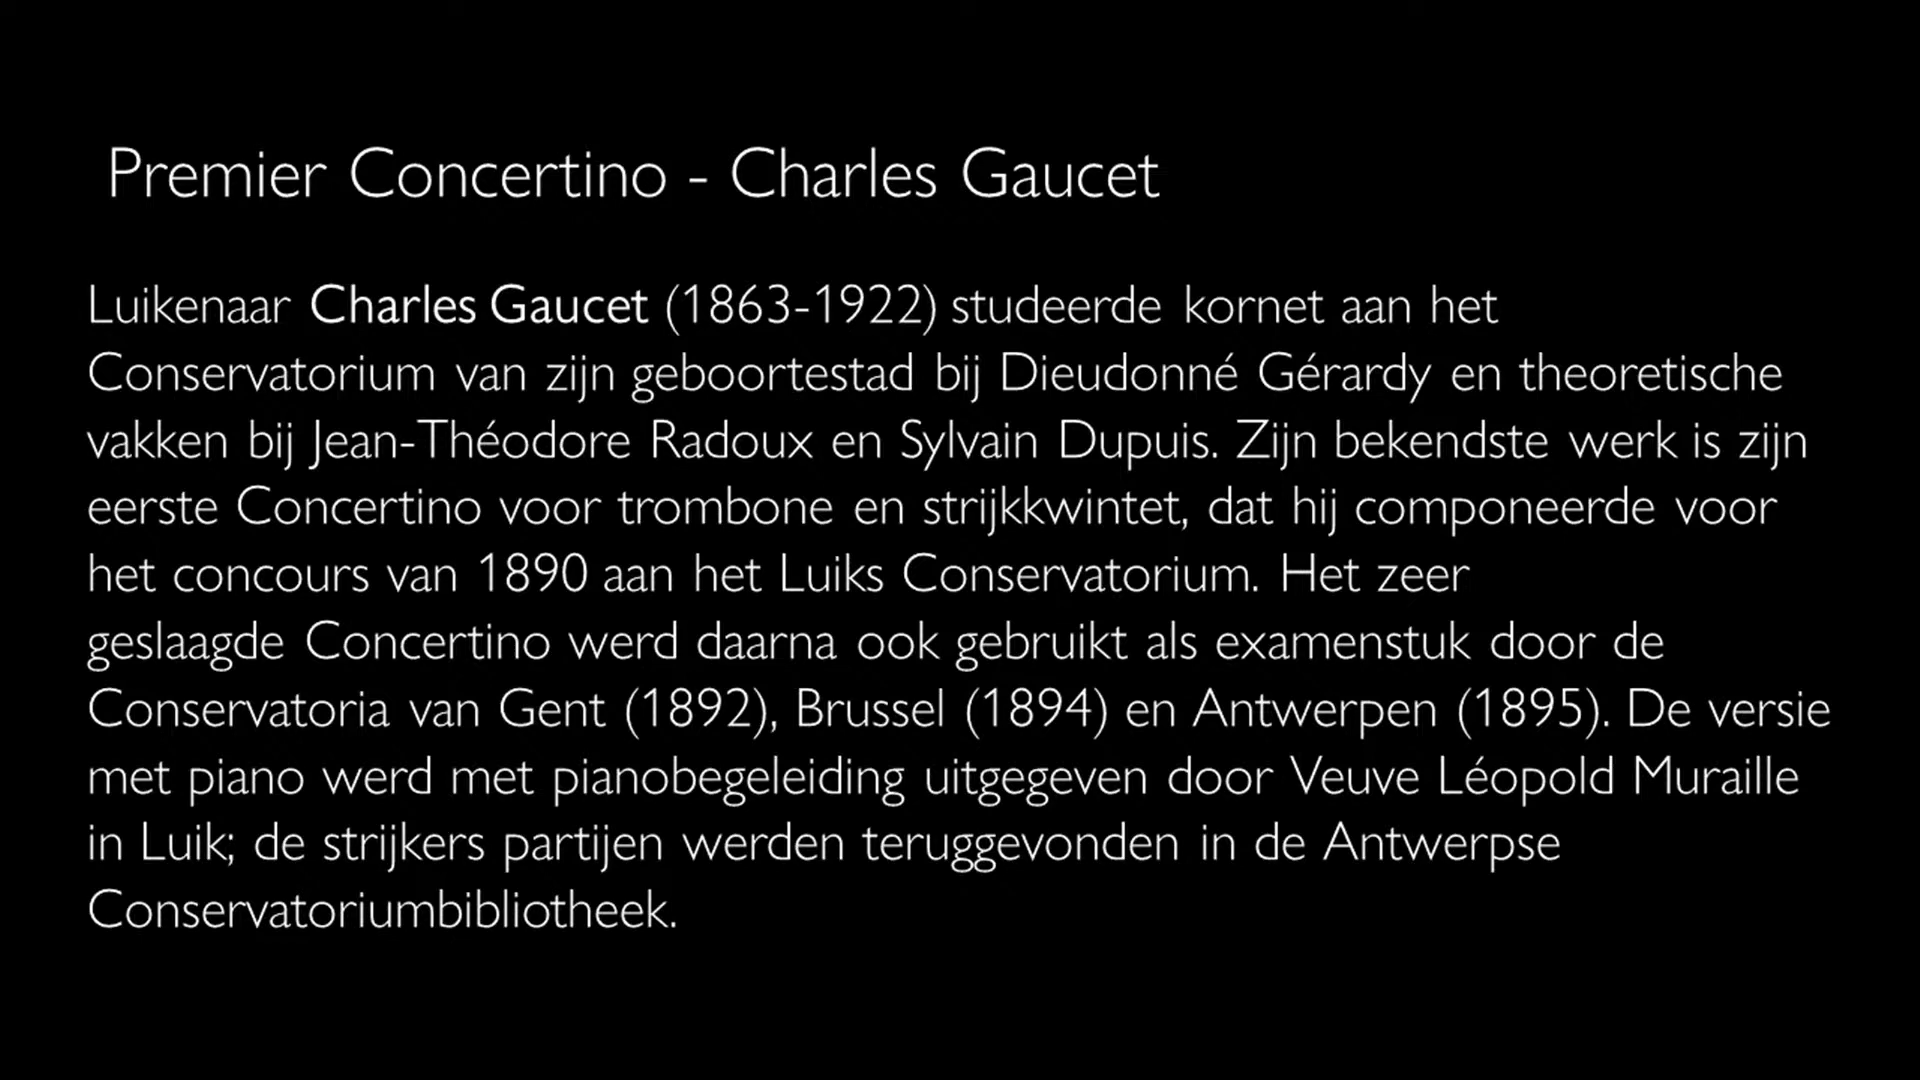 Premier Concertino - Charles Gaucet
Luikenaar Charles Gaucet (1863-1922) studeerde kornet aan het
Conservatorium van zijn geboortestad bij Dieudonné Gérardy en theoretische
vakken bij Jean-Théodore Radoux en Sylvain Dupuis. Zijn bekendste werk is zijn
eerste Concertino voor trombone en strijkkwintet, dat hij componeerde voor
het concours van 1890 aan het Luiks Conservatorium. Het zeer
geslaagde Concertino werd daarna ook gebruikt als examenstuk door de
Conservatoria van Gent (1892), Brussel (1894) en Antwerpen (1895). De versie
met piano werd met pianobegeleiding uitgegeven door Veuve Léopold Muraille
in Luik; de strijkers partijen werden teruggevonden in de Antwerpse
Conservatoriumbibliotheek.